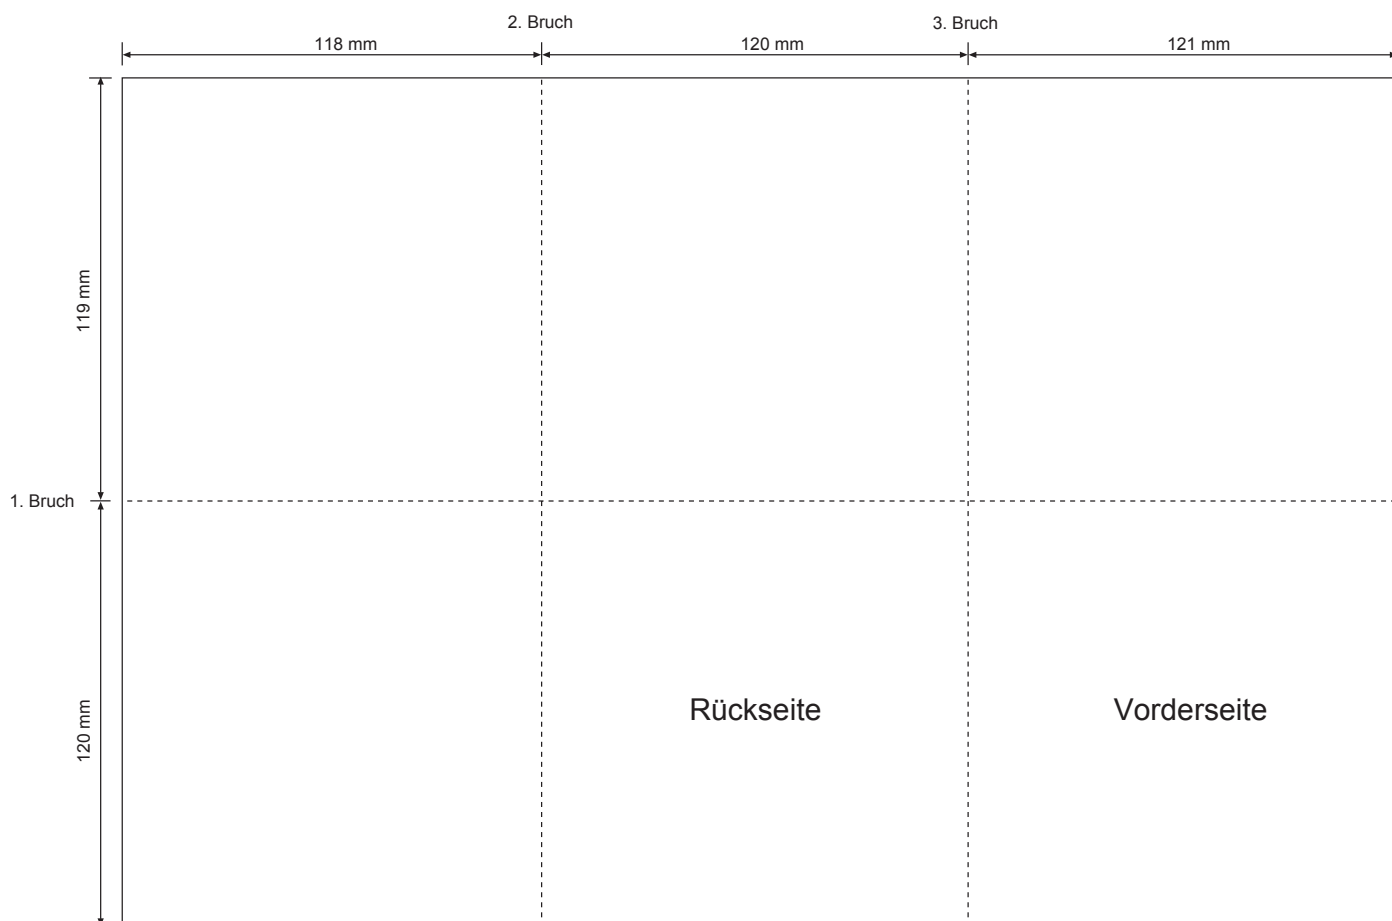 2. Bruch
3. Bruch
118 mm
120 mm
121 mm
119 mm
1. Bruch
120 mm
Rückseite
Vorderseite